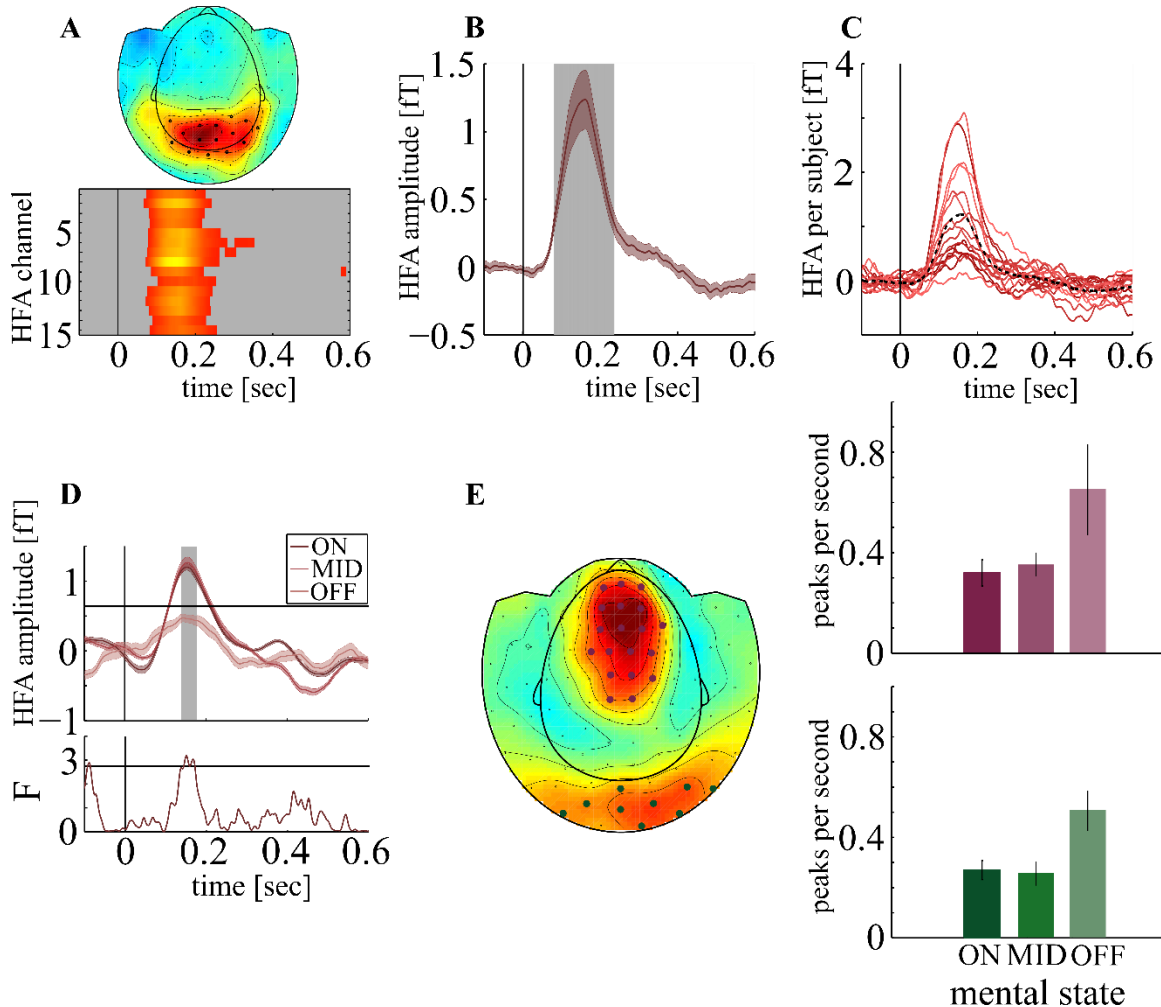 A
HFA channel
5
10
15
0 0.2 0.4 0.6
time [sec]
B
HFA amplitude [fT]
1.5
1
0.5
0
−0.5
0 0.2 0.4 0.6
time [sec]
C
HFA per subject [fT]
4
2
0
0 0.2 0.4 0.6
time [sec]
D
HFA amplitude [fT]
1
0
−1
ON
MID
OFF
F
3
0
0 0.2 0.4 0.6
time [sec]
E
peaks per second
0.8
0.4
0
peaks per second
0.8
0.4
0
ON MID OFF
mental state